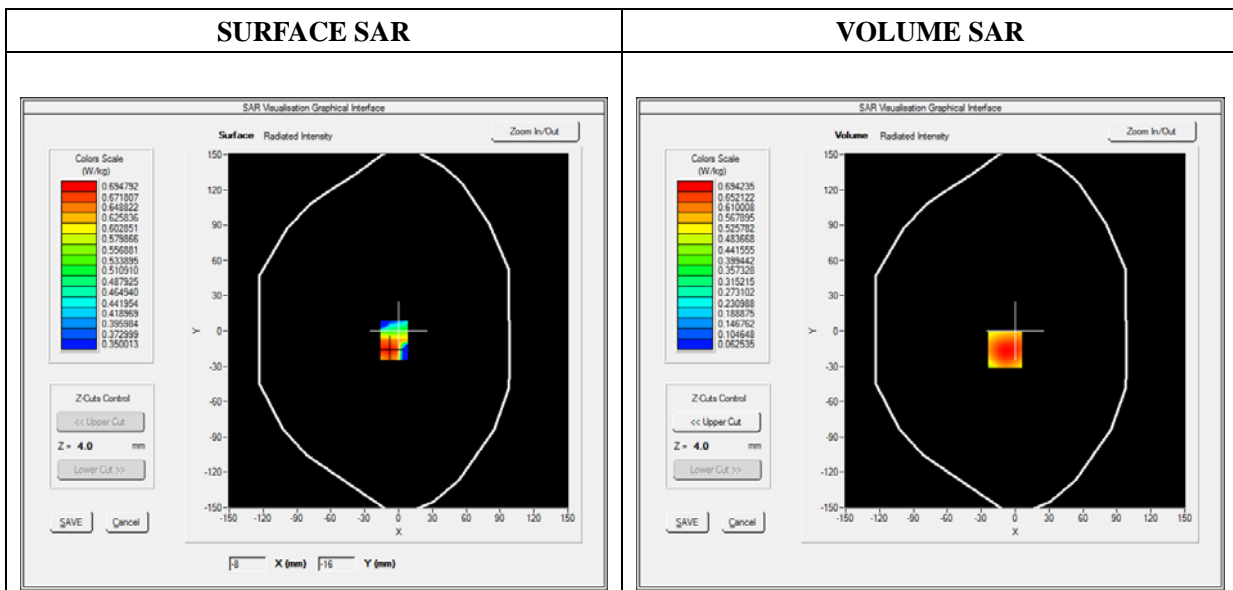 SURFACE SAR
VOLUME SAR
SAR Visualisation Graphical Interface
Surface Radiated Intensity
Zoom In/Out
Colors Scale
(W/kg)
0.694792
0.671807
0.648822
0.625836
0.602851
0.579866
0.556881
0.533895
0.510910
0.487925
0.464940
0.441954
0.418969
0.395984
0.372999
0.350013
Z-Cuts Control
<< Upper Cut
Z = 4.0 mm
Lower Cut >>
SAVE Cancel
150
120
90
60
30
0
-30
-60
-90
-120
-150
Y
-150 -120 -90 -60 -30 0 30 60 90 120 150
X
-8 X (mm) -16 Y (mm)
SAR Visualisation Graphical Interface
Volume Radiated Intensity
Zoom In/Out
Colors Scale
(W/kg)
0.694235
0.652122
0.610008
0.567895
0.525782
0.483668
0.441555
0.399442
0.357328
0.315215
0.273102
0.230988
0.188875
0.146762
0.104648
0.062535
Z-Cuts Control
<< Upper Cut
Z = 4.0 mm
Lower Cut >>
SAVE Cancel
150
120
90
60
30
0
-30
-60
-90
-120
-150
Y
-150 -120 -90 -60 -30 0 30 60 90 120 150
X